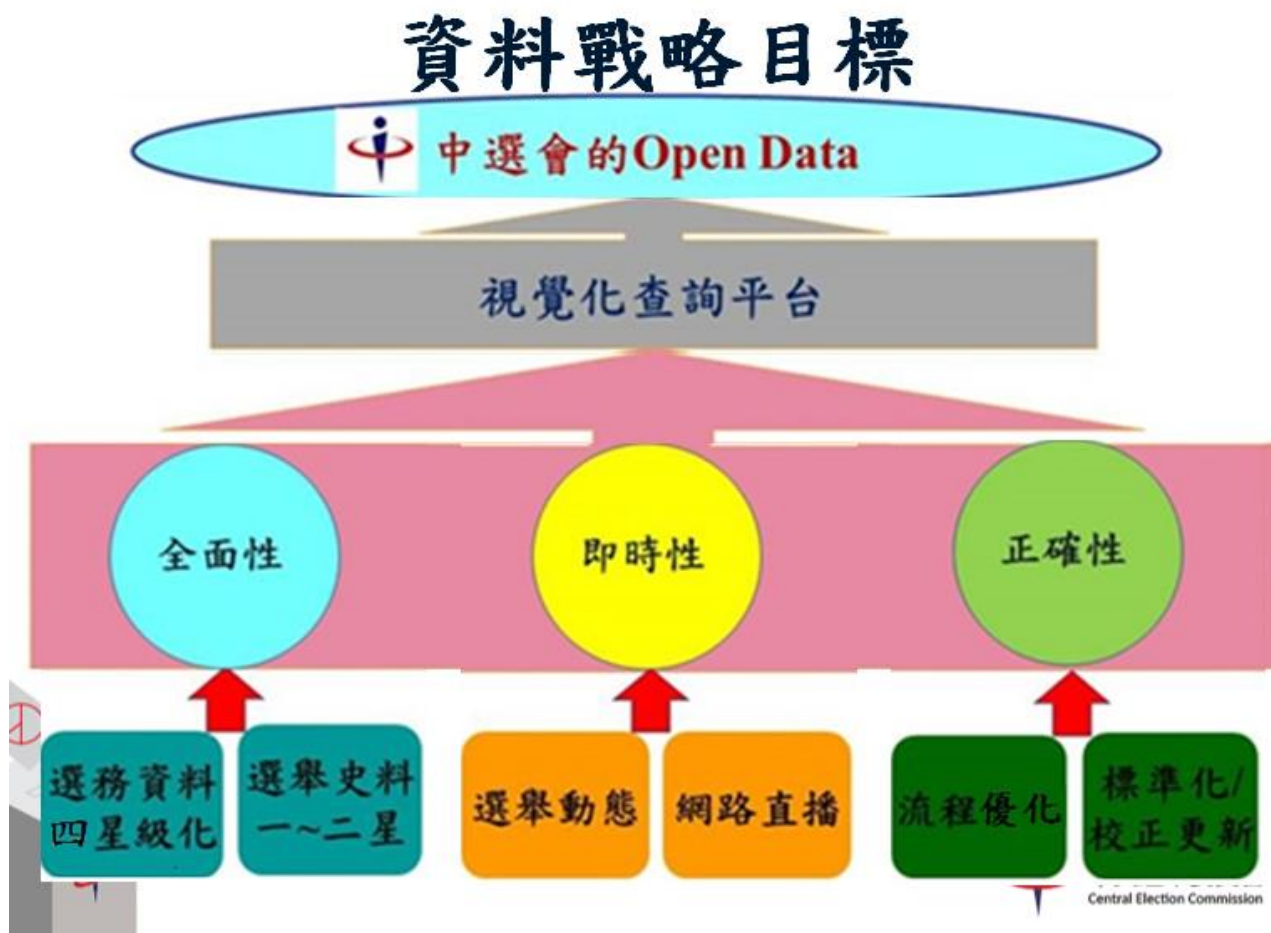 資料戰略目標
中選會的Open Data
視覺化查詢平台
全面性
即時性
正確性
選務資料
四星級化
選舉史料
一~二星
選舉動態
網路直播
流程優化
標準化/
校正更新
Central Election Commission